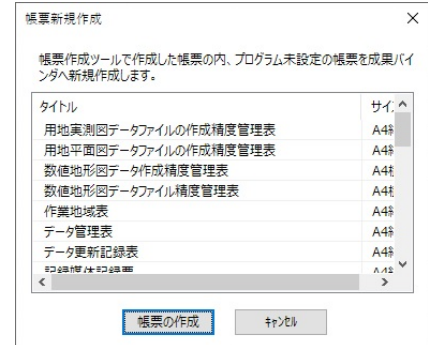 帳票新規作成
帳票作成ツールで作成した帳票の内、プログラム未設定の帳票を成果バイ
ンダへ新規作成します。
タイトル サイ
用地実測図データファイルの作成精度管理表
用地平面図データファイルの作成精度管理表
数値地形図データ作成精度管理表
数値地形図データファイル精度管理表
作業地域表 A4
データ管理表 A4
データ更新記録表 A4
帳票の作成 キャンセル